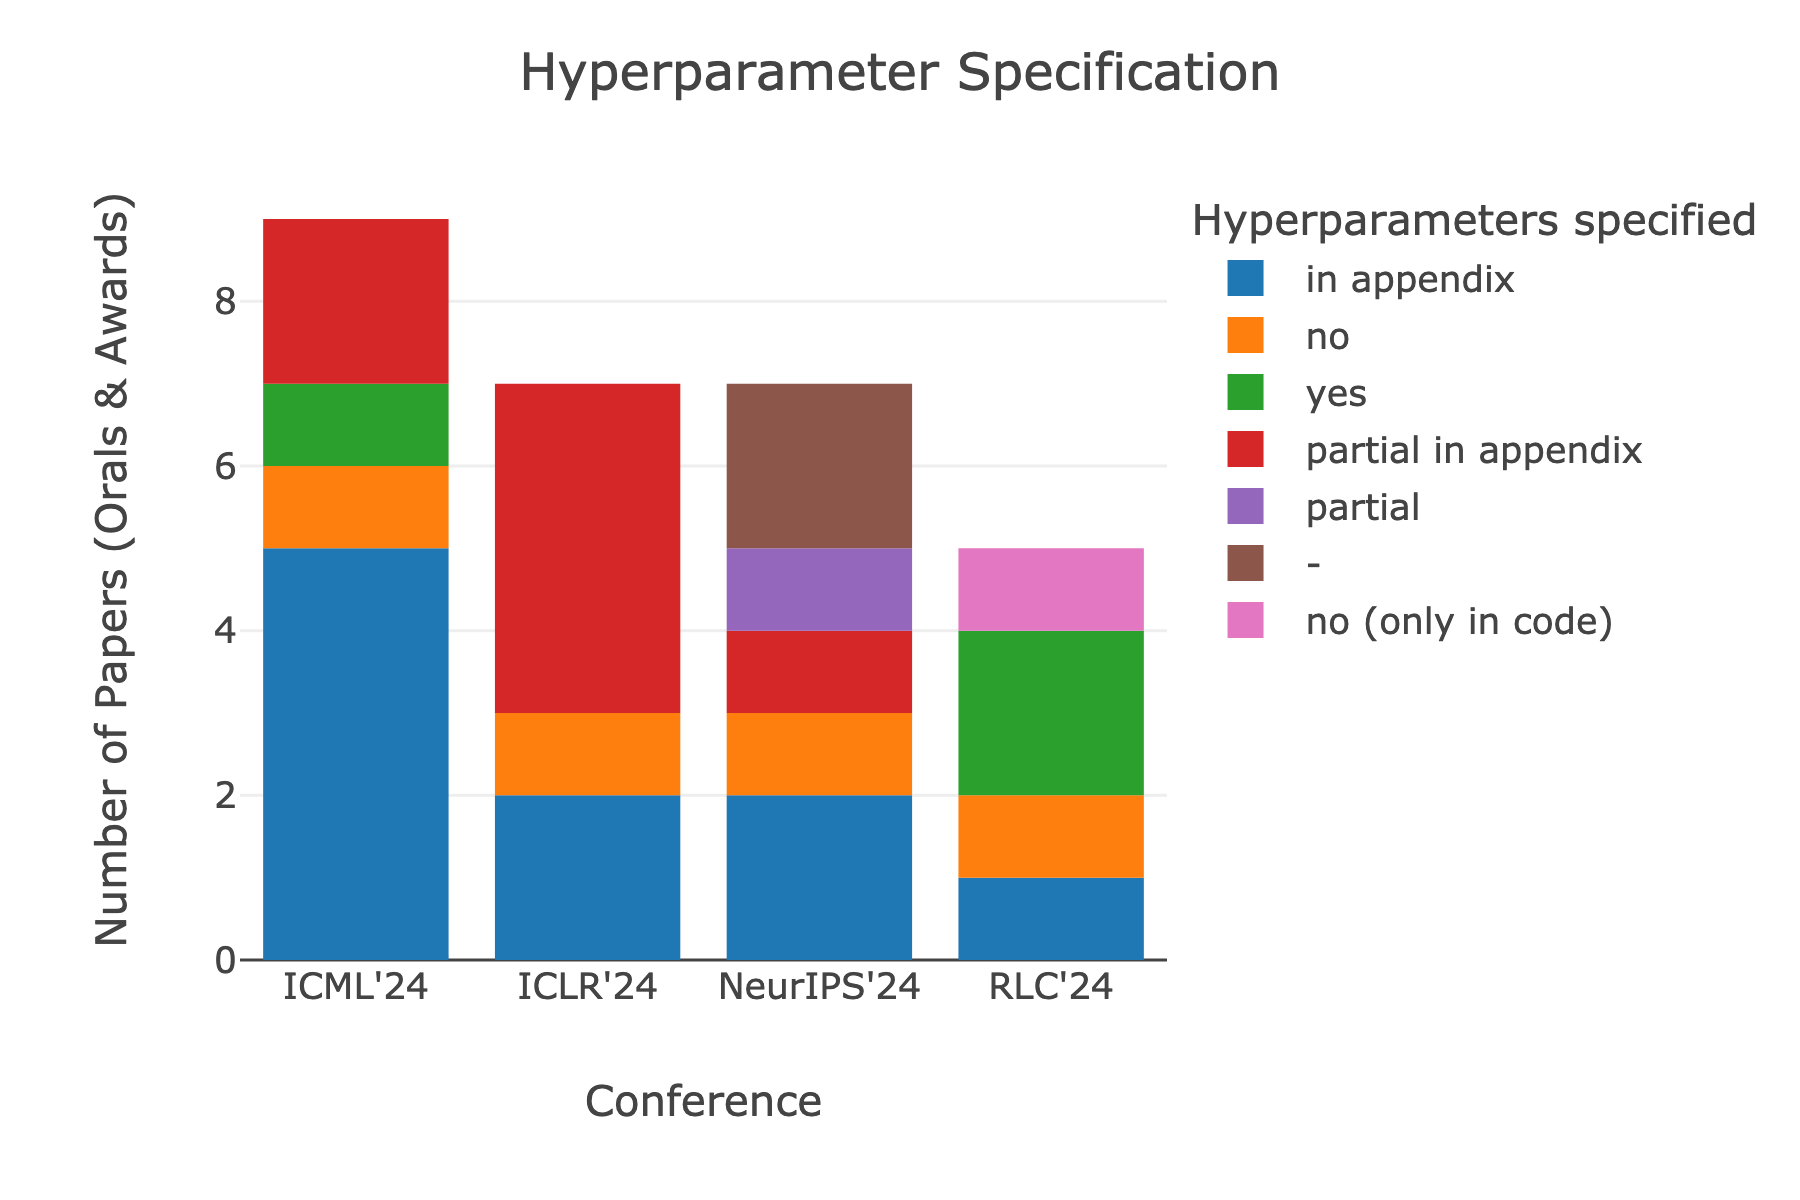 Hyperparameter Specification
Number of Papers (Orals & Awards)
8
6
4
2
0
ICML'24
ICLR'24
NeurIPS'24
RLC'24
Conference
Hyperparameters specified
in appendix
no
yes
partial in appendix
partial
-
no (only in code)